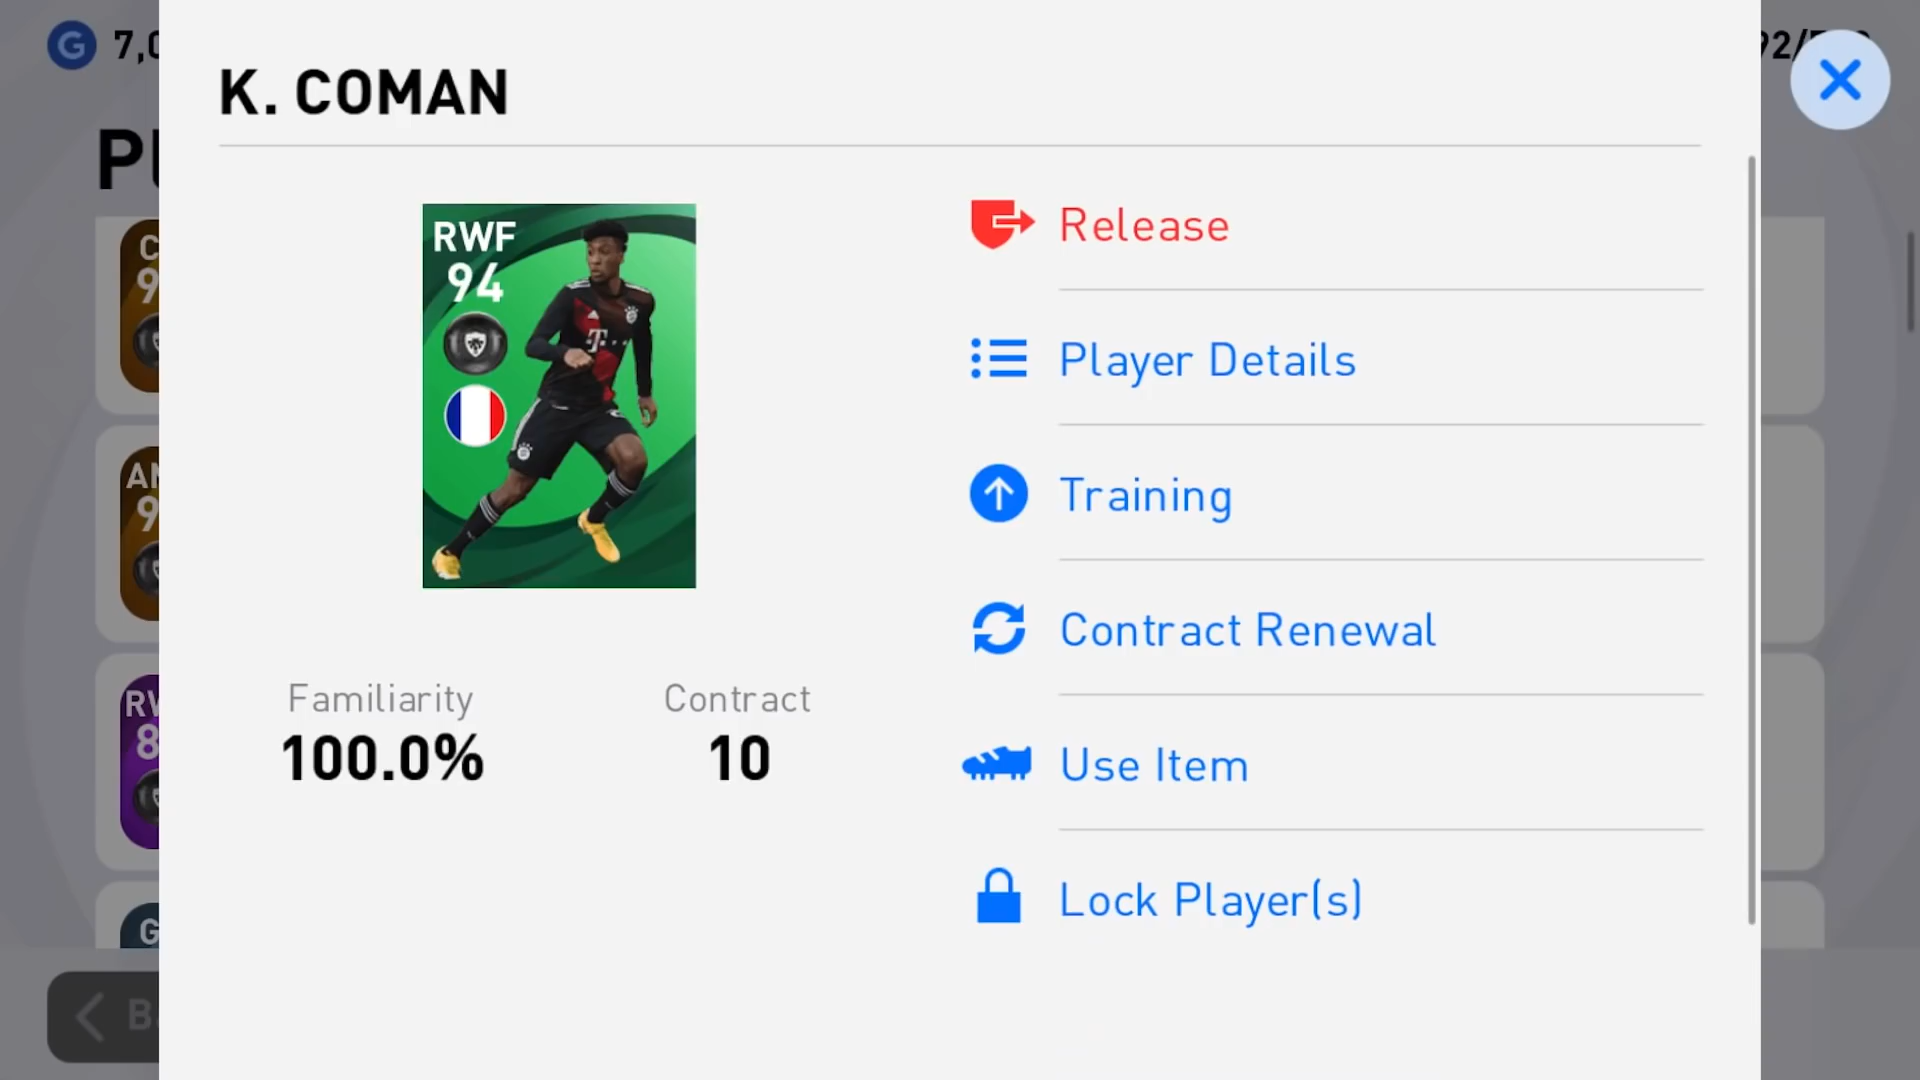 K. COMAN
RWF
94
Release
Player Details
Training
Contract Renewal
Use Item
Lock Player(s)
Familiarity
100.0%
Contract
10